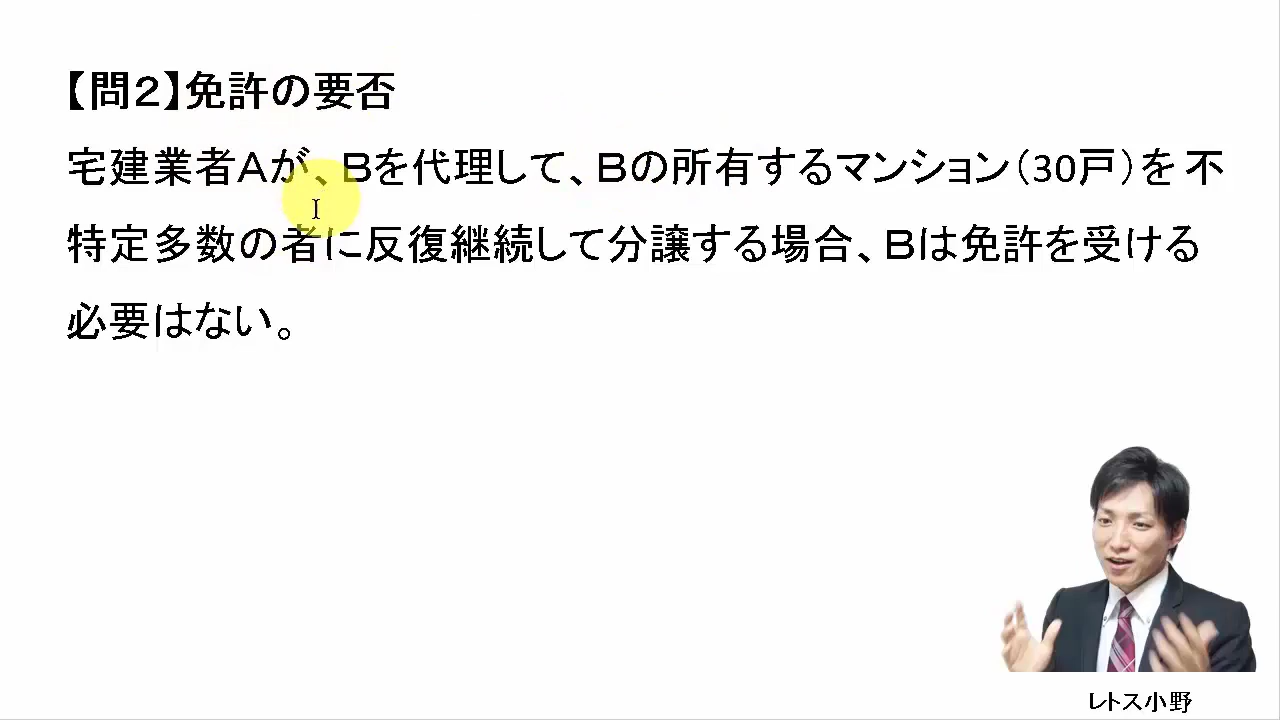 【問2】免許の要否
宅建業者Aが、Bを代理して、Bの所有するマンション（30戸）を不
特定多数の者に反復継続して分譲する場合、Bは免許を受ける
必要はない。
レトス小野